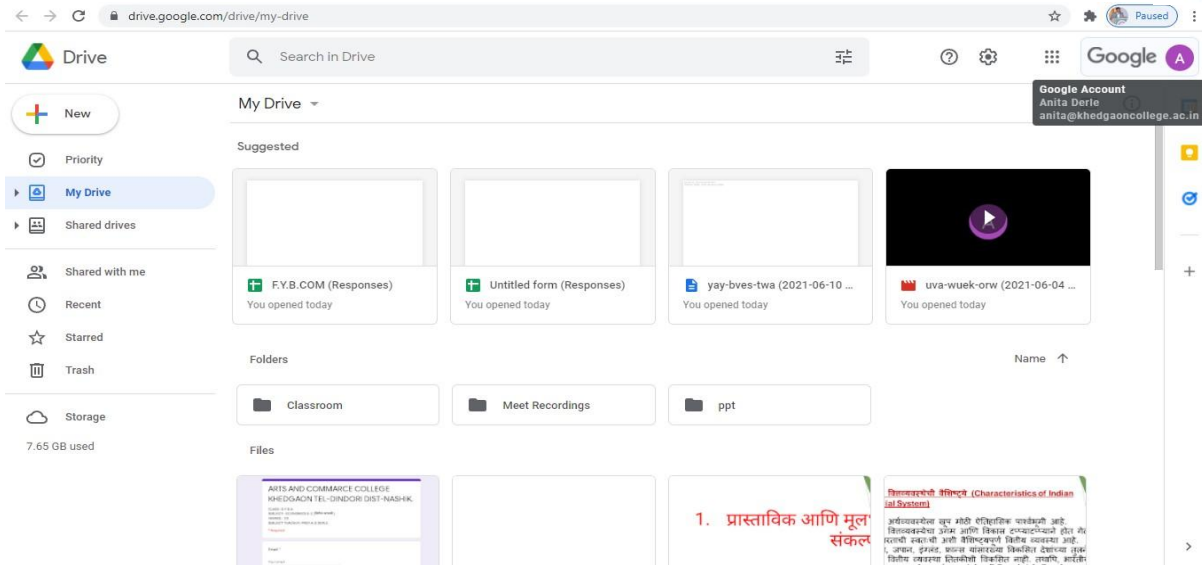 drive.google.com/drive/my-drive
Paused
Drive
Search in Drive
Google
A
Google Account
Anita Derle
anita@khedgaoncollege.ac.in
New
My Drive
Priority
My Drive
Shared drives
Shared with me
Recent
Starred
Trash
Storage
7.65 GB used
Suggested
F.Y.B.COM (Responses)
You opened today
Untitled form (Responses)
You opened today
yay-bves-twa (2021-06-10 ...
You opened today
uva-wuek-orw (2021-06-04 ...
You opened today
Folders
Name
Classroom
Meet Recordings
ppt
Files
ARTS AND COMMARCE COLLEGE
KHEDGAON TEL-DINDORI DIST-NASHIK.
1. प्रास्ताविक आणि मूल
संकल्प
(Characteristics of Indian
ial System)